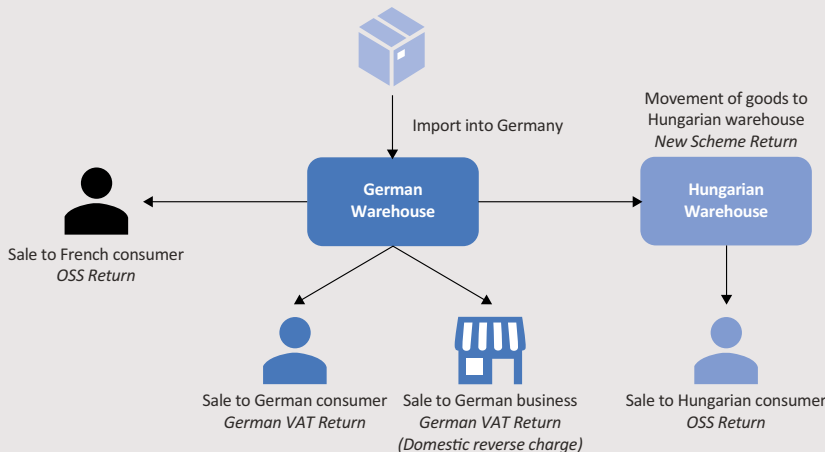 Import into Germany
Movement of goods to
Hungarian warehouse
New Scheme Return
German
Warehouse
Hungarian
Warehouse
Sale to French consumer
OSS Return
Sale to German consumer
German VAT Return
Sale to German business
German VAT Return
(Domestic reverse charge)
Sale to Hungarian consumer
OSS Return